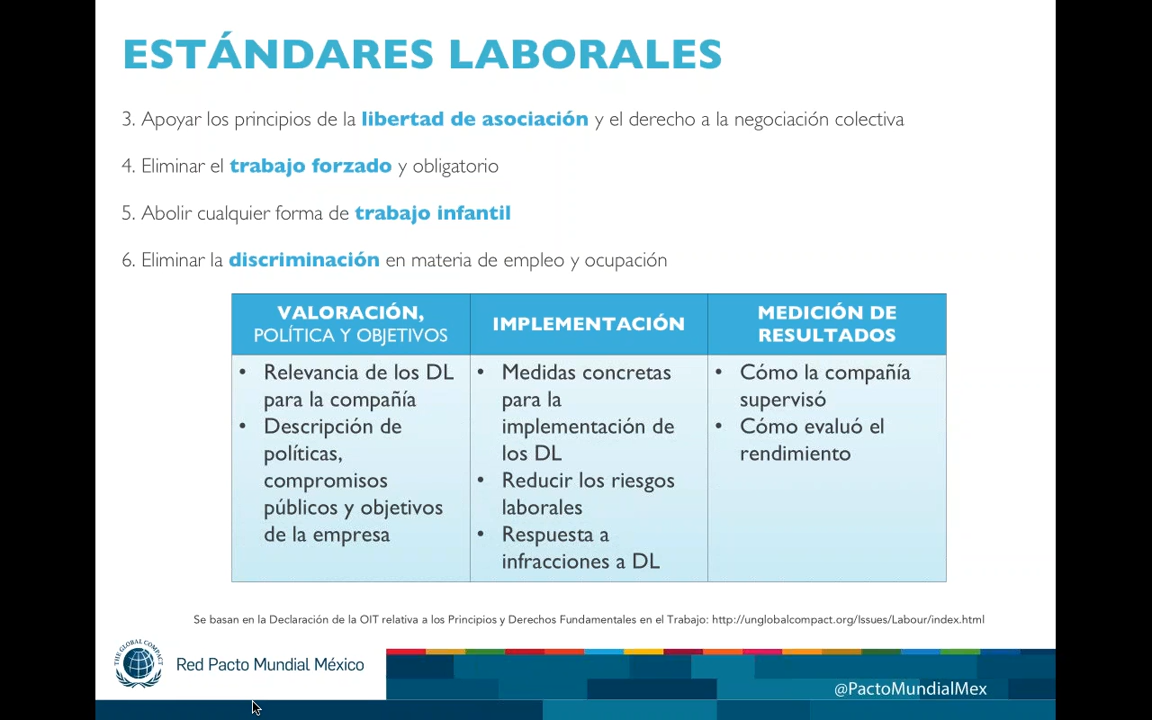 ESTÁNDARES LABORALES
3. Apoyar los principios de la libertad de asociación y el derecho a la negociación colectiva
4. Eliminar el trabajo forzado y obligatorio
5. Abolir cualquier forma de trabajo infantil
6. Eliminar la discriminación en materia de empleo y ocupación
VALORACIÓN,
POLÍTICA Y OBJETIVOS
• Relevancia de los DL
para la compañía
• Descripción de
políticas,
compromisos
públicos y objetivos
de la empresa
IMPLEMENTACIÓN
• Medidas concretas
para la
implementación de
los DL
• Reducir los riesgos
laborales
• Respuesta a
infracciones a DL
MEDICIÓN DE
RESULTADOS
• Cómo la compañía
supervisó
• Cómo evaluó el
rendimiento
Se basan en la Declaración de la OIT relativa a los Principios y Derechos Fundamentales en el Trabajo: http://unglobalcompact.org/Issues/Labour/index.html
THE GLOBAL COMPACT
Red Pacto Mundial México
@PactoMundialMex